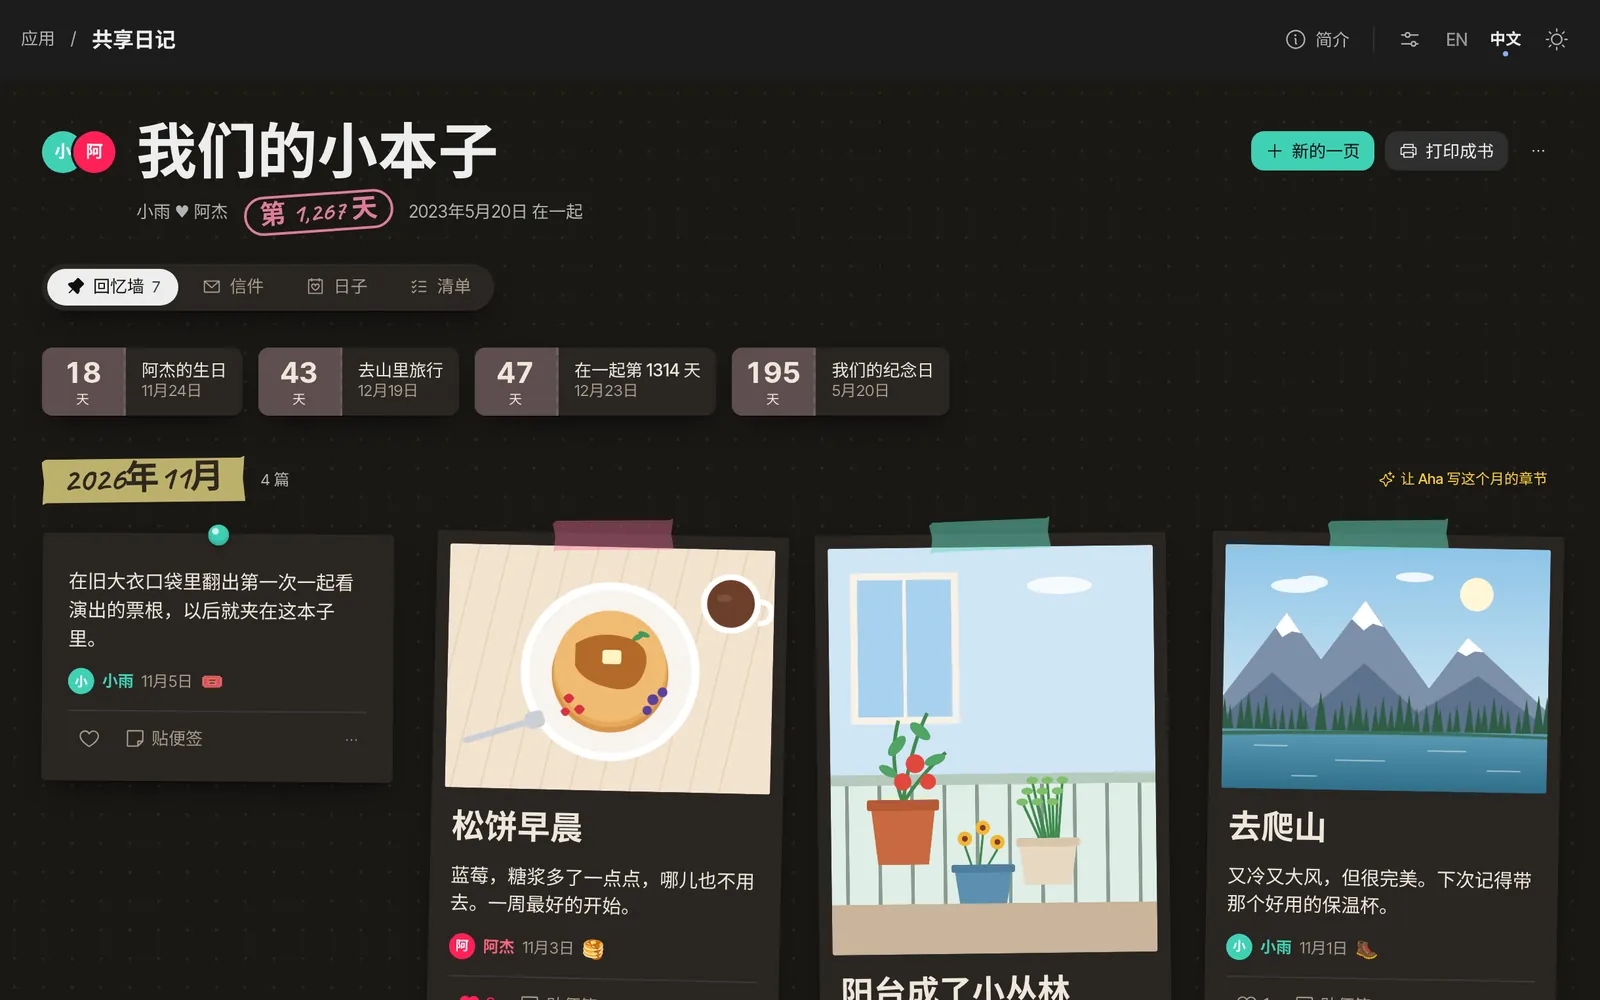 应用 / 共享日记
简介
EN
中文
小 阿
我们的小本子
新的一页
打印成书
...
小雨 ♥ 阿杰
第 1,267 天
2023年5月20日 在一起
回忆墙 7
信件
日子
清单
18
天
阿杰的生日
11月24日
43
天
去山里旅行
12月19日
47
天
在一起第 1314 天
12月23日
195
天
我们的纪念日
5月20日
2026年 11月
4 篇
让 Aha 写这个月的章节
在旧大衣口袋里翻出第一次一起看
演出的票根，以后就夹在这本子
里。
小 小雨 11月5日
贴便签
...
松饼早晨
蓝莓，糖浆多了一点点，哪儿也不用
去。一周最好的开始。
阿 阿杰 11月3日
阳台成了小丛林
去爬山
又冷又大风，但很完美。下次记得带
那个好用的保温杯。
小 小雨 11月1日